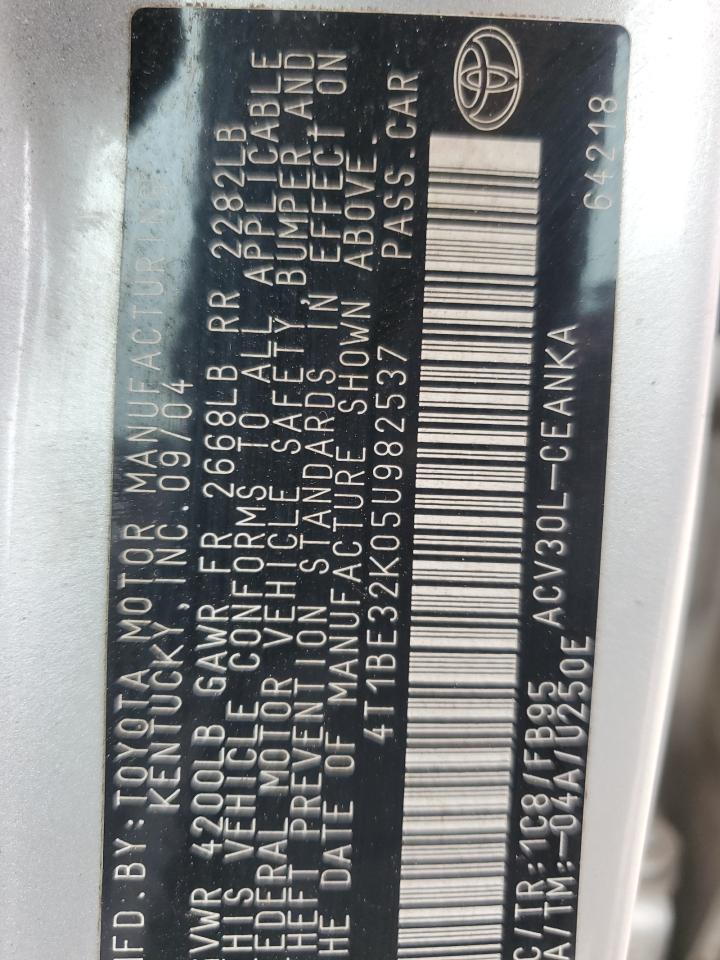 MFD.BY:TOYOTA MOTOR MANUFACTURING
KENTUCKY,INC.09/04
GVWR 4200LB GAWR FR 2668LB RR 2282LB
THIS VEHICLE CONFORMS TO ALL APPLICABLE
FEDERAL MOTOR VEHICLE SAFETY,BUMPER,AND
THEFT PREVENTION STANDARDS IN EFFECT ON
THE DATE OF MANUFACTURE SHOWN ABOVE.
4T1BE32K05U982537 PASS.CAR
C/TR:1C8/FB95 ACV30L-CEANKA
A/TM:-04A/U250E 64218